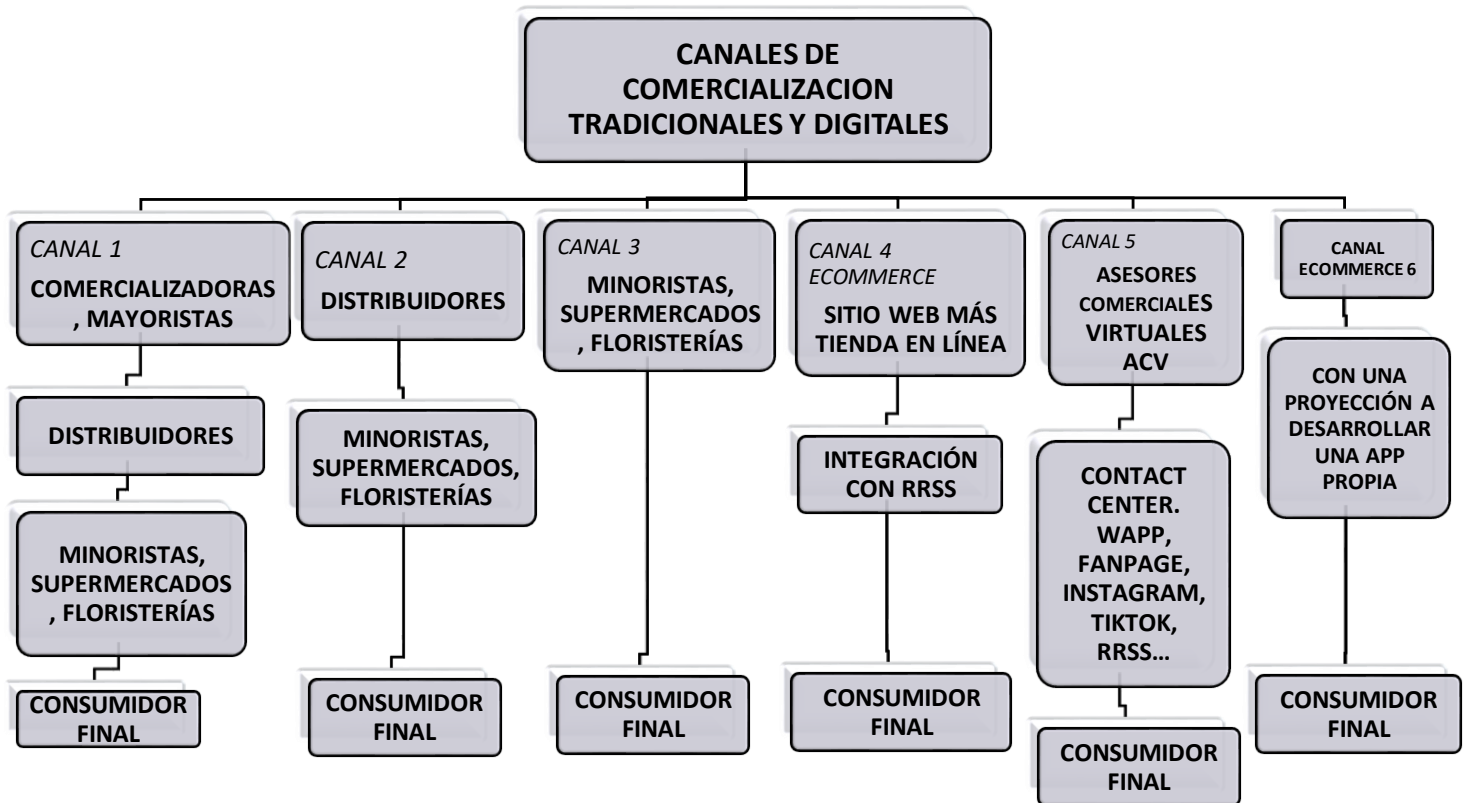 CANALES DE
COMERCIALIZACION
TRADICIONALES Y DIGITALES
CANAL 1
COMERCIALIZADORAS
, MAYORISTAS
DISTRIBUIDORES
MINORISTAS,
SUPERMERCADOS
, FLORISTERÍAS
CONSUMIDOR
FINAL
CANAL 2
DISTRIBUIDORES
MINORISTAS,
SUPERMERCADOS,
FLORISTERÍAS
CONSUMIDOR
FINAL
CANAL 3
MINORISTAS,
SUPERMERCADOS
, FLORISTERÍAS
CONSUMIDOR
FINAL
CANAL 4
ECOMMERCE
SITIO WEB MÁS
TIENDA EN LÍNEA
INTEGRACIÓN
CON RRSS
CONSUMIDOR
FINAL
CANAL 5
ASESORES
COMERCIALES
VIRTUALES
ACV
CONTACT
CENTER.
WAPP,
FANPAGE,
INSTAGRAM,
TIKTOK,
RRSS...
CONSUMIDOR
FINAL
CANAL
ECOMMERCE 6
CON UNA
PROYECCIÓN A
DESARROLLAR
UNA APP
PROPIA
CONSUMIDOR
FINAL